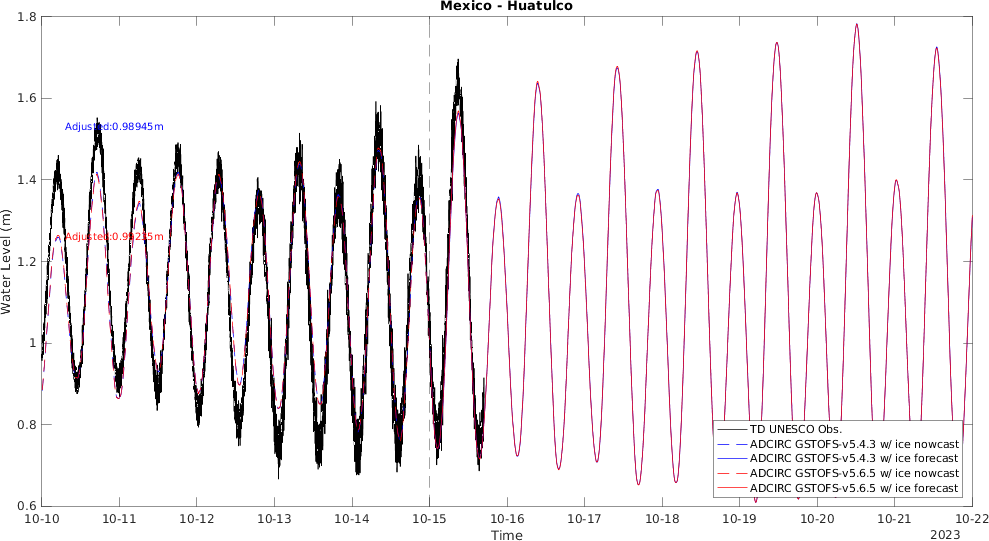 Mexico - Huatulco
1.8
1.6
1.4
1.2
1
0.8
0.6
Water Level (m)
Adjusted:0.98945m
Adjusted:0.99215m
TD UNESCO Obs.
ADCIRC GSTOFS-v5.4.3 w/ ice nowcast
ADCIRC GSTOFS-v5.4.3 w/ ice forecast
ADCIRC GSTOFS-v5.6.5 w/ ice nowcast
ADCIRC GSTOFS-v5.6.5 w/ ice forecast
10-10 10-11 10-12 10-13 10-14 10-15 10-16 10-17 10-18 10-19 10-20 10-21 10-22
Time
2023